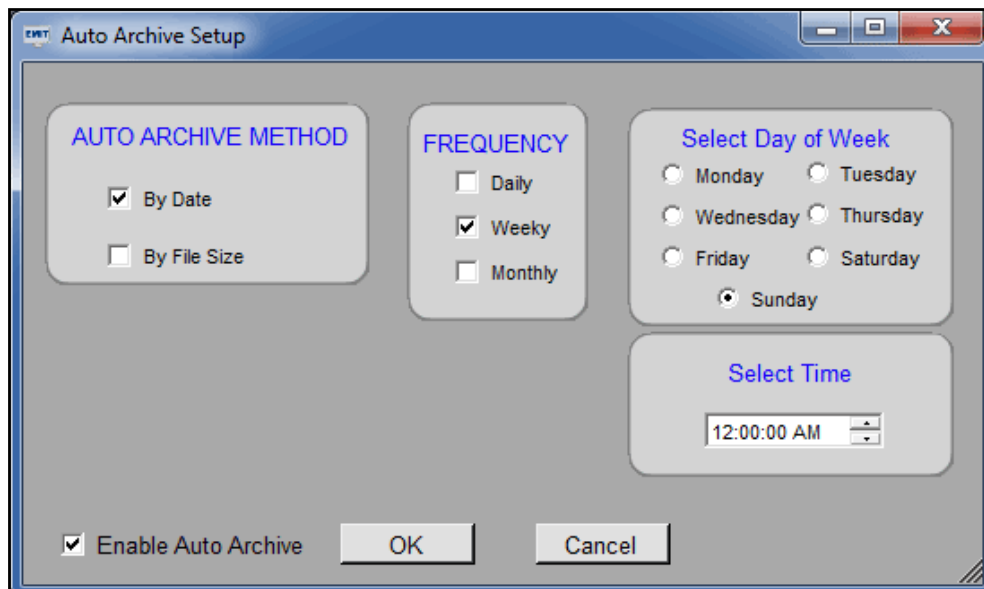 EMIT Auto Archive Setup
AUTO ARCHIVE METHOD
By Date
By File Size
FREQUENCY
Daily
Weeky
Monthly
Select Day of Week
Monday Tuesday
Wednesday Thursday
Friday Saturday
Sunday
Select Time
12:00:00 AM
Enable Auto Archive OK Cancel